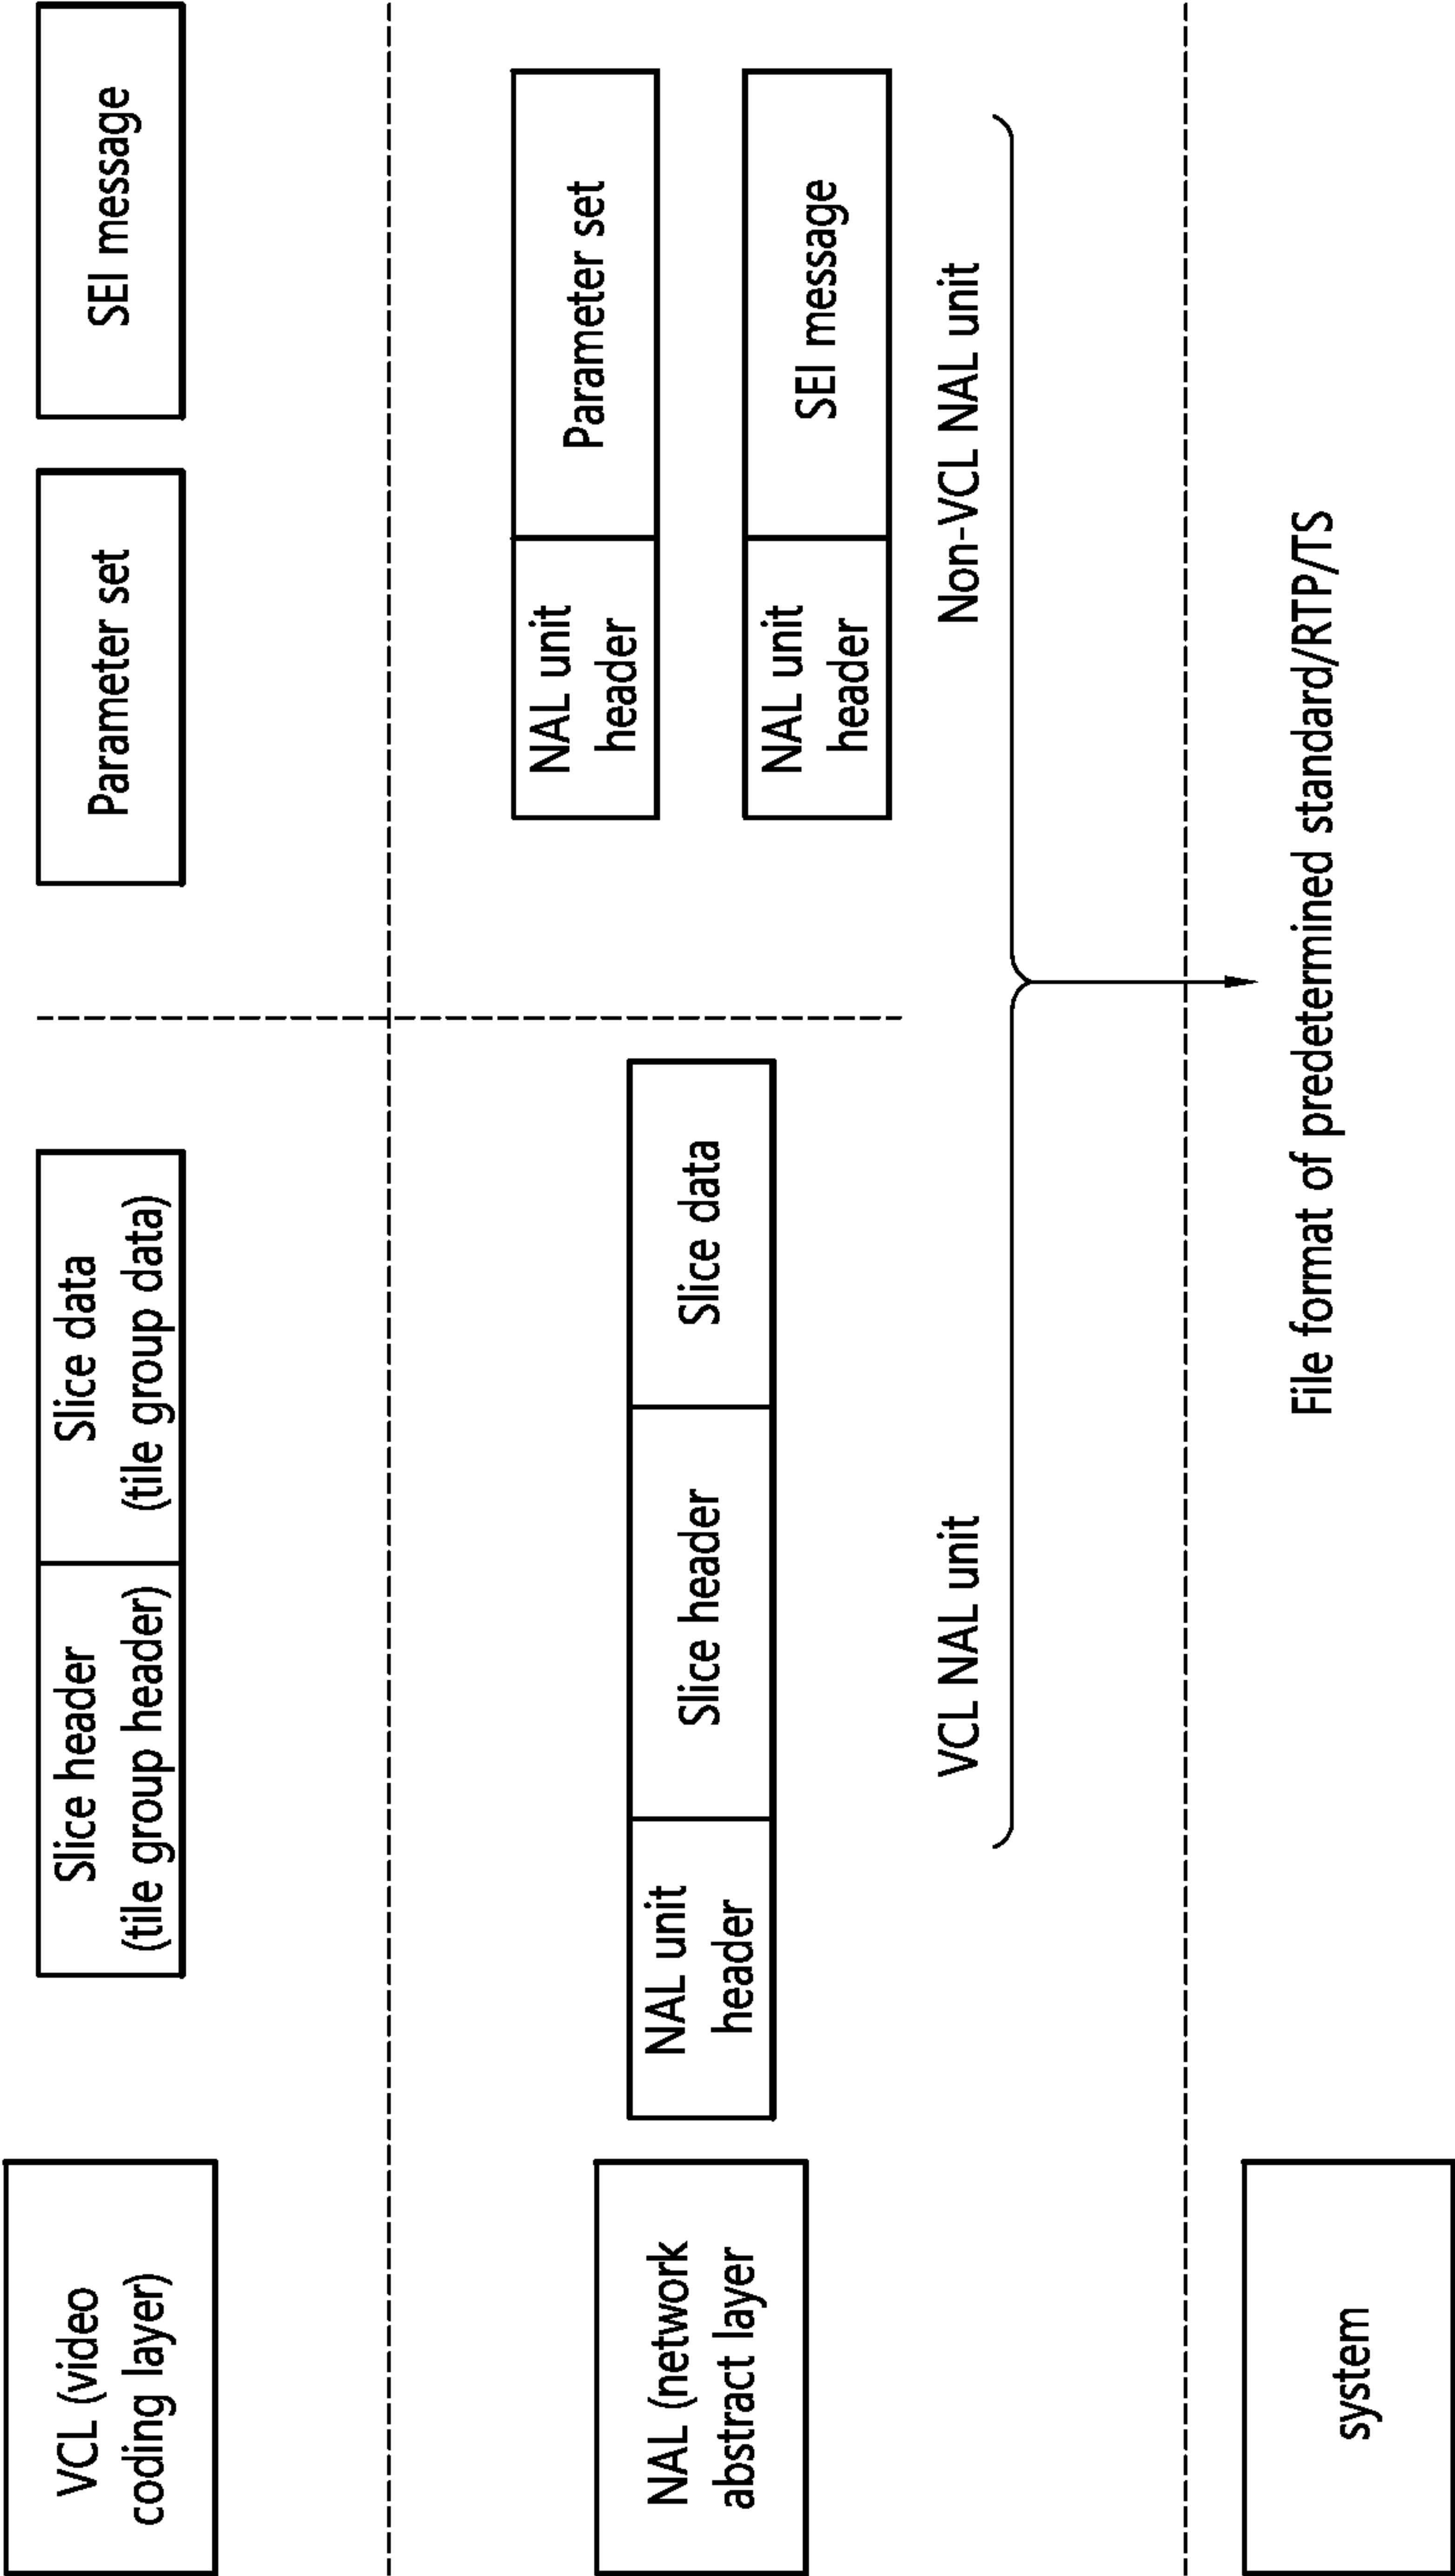 VCL (video
coding layer)
Slice header
(tile group header)
Slice data
(tile group data)
Parameter set
SEI message
NAL (network
abstract layer)
NAL unit
header
Slice header
Slice data
NAL unit
header
Parameter set
NAL unit
header
SEI message
VCL NAL unit
Non-VCL NAL unit
system
File format of predetermined standard/RTP/TS